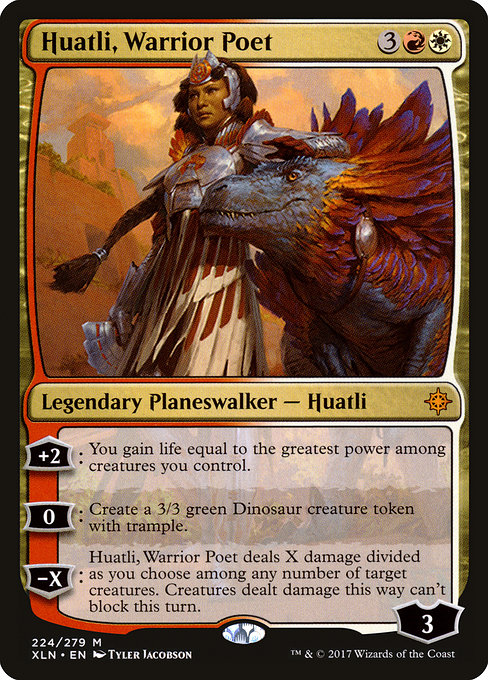 Huatli, Warrior Poet 3
Legendary Planeswalker — Huatli
+2 : You gain life equal to the greatest power among
creatures you control.
0 : Create a 3/3 green Dinosaur creature token
with trample.
Huatli, Warrior Poet deals X damage divided
−X : as you choose among any number of target
creatures. Creatures dealt damage this way can't
block this turn.
3
224/279 M
XLN • EN Tyler Jacobson ™ & © 2017 Wizards of the Coast